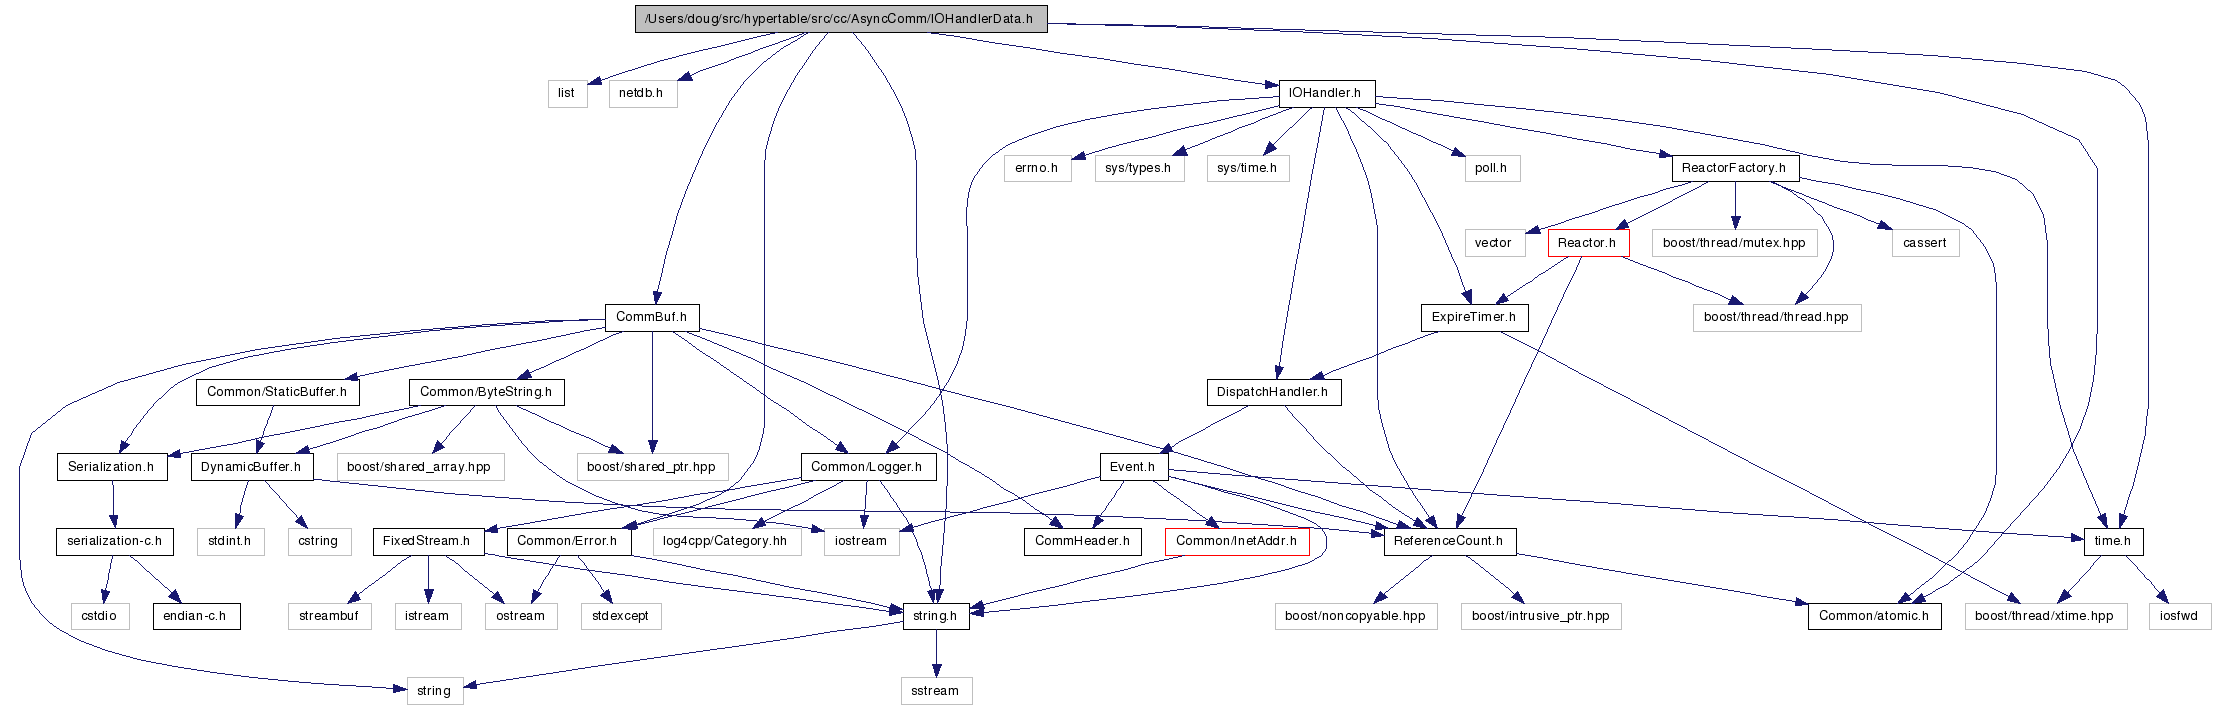 /Users/doug/src/hypertable/src/cc/AsyncComm/IOHandlerData.h
list
netdb.h
IOHandler.h
errno.h
sys/types.h
sys/time.h
poll.h
ReactorFactory.h
vector
Reactor.h
boost/thread/mutex.hpp
cassert
CommBuf.h
ExpireTimer.h
boost/thread/thread.hpp
Common/StaticBuffer.h
Common/ByteString.h
DispatchHandler.h
Serialization.h
DynamicBuffer.h
boost/shared_array.hpp
boost/shared_ptr.hpp
Common/Logger.h
Event.h
serialization-c.h
stdint.h
cstring
FixedStream.h
Common/Error.h
log4cpp/Category.hh
iostream
CommHeader.h
Common/InetAddr.h
ReferenceCount.h
time.h
cstdio
endian-c.h
streambuf
istream
ostream
stdexcept
string.h
boost/noncopyable.hpp
boost/intrusive_ptr.hpp
Common/atomic.h
boost/thread/xtime.hpp
iosfwd
string
sstream